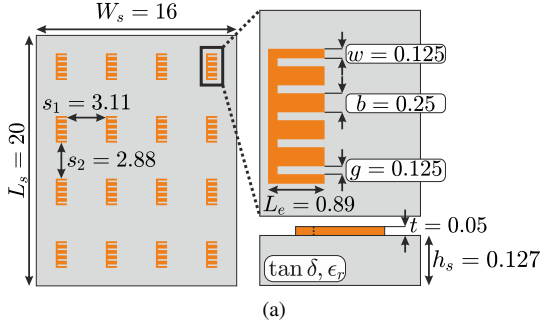 W_s = 16
L_s = 20
s_1 = 3.11
s_2 = 2.88
w = 0.125
b = 0.25
g = 0.125
L_e = 0.89
t = 0.05
h_s = 0.127
tan δ, ϵ_r
(a)